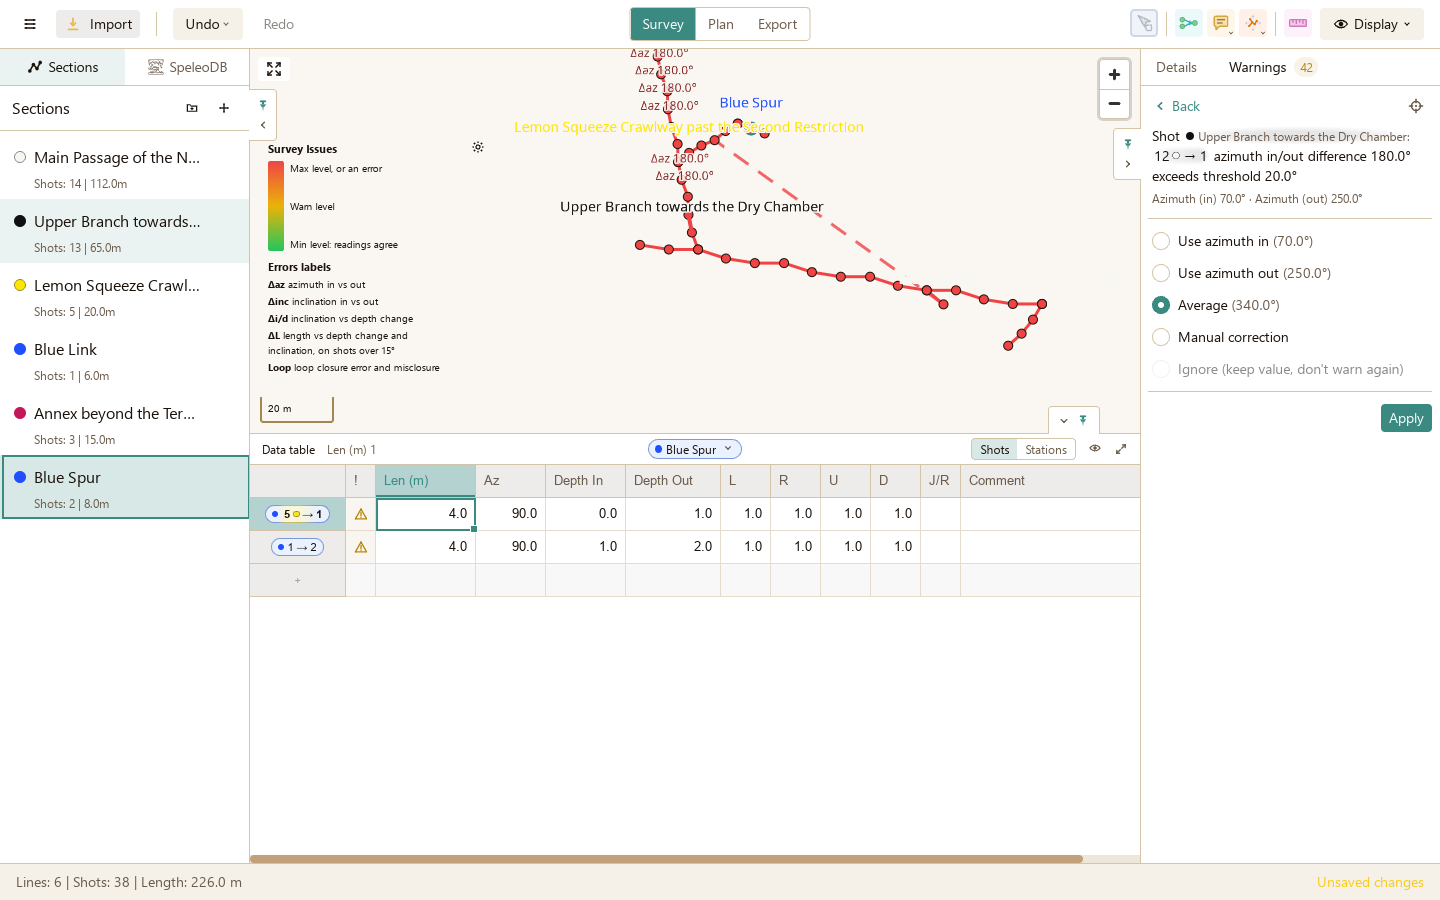 Import
Undo
Redo
Survey
Plan
Export
Display
Sections
SpeleoDB
Sections
Main Passage of the N...
Shots: 14 | 112.0m
Upper Branch towards...
Shots: 13 | 65.0m
Lemon Squeeze Crawl...
Shots: 5 | 20.0m
Blue Link
Shots: 1 | 6.0m
Annex beyond the Ter...
Shots: 3 | 15.0m
Blue Spur
Shots: 2 | 8.0m
Δaz 180.0°
Δaz 180.0°
Δaz 180.0°
Δaz 180.0°
Blue Spur
Lemon Squeeze Crawlway past the Second Restriction
Δaz 180.0°
Δaz 180.0°
Upper Branch towards the Dry Chamber
Survey Issues
Max level, or an error
Warn level
Min level: readings agree
Errors labels
Δaz azimuth in vs out
Δinc inclination in vs out
Δi/d inclination vs depth change
ΔL length vs depth change and
inclination, on shots over 15°
Loop loop closure error and misclosure
20 m
Data table Len (m) 1
Blue Spur
Shots
Stations
! Len (m) Az Depth In Depth Out L R U D J/R Comment
5 → 1 4.0 90.0 0.0 1.0 1.0 1.0 1.0 1.0
1 → 2 4.0 90.0 1.0 2.0 1.0 1.0 1.0 1.0
+
Details
Warnings 42
Back
Shot Upper Branch towards the Dry Chamber:
12 → 1 azimuth in/out difference 180.0°
exceeds threshold 20.0°
Azimuth (in) 70.0° · Azimuth (out) 250.0°
Use azimuth in (70.0°)
Use azimuth out (250.0°)
Average (340.0°)
Manual correction
Ignore (keep value, don't warn again)
Apply
Lines: 6 | Shots: 38 | Length: 226.0 m
Unsaved changes